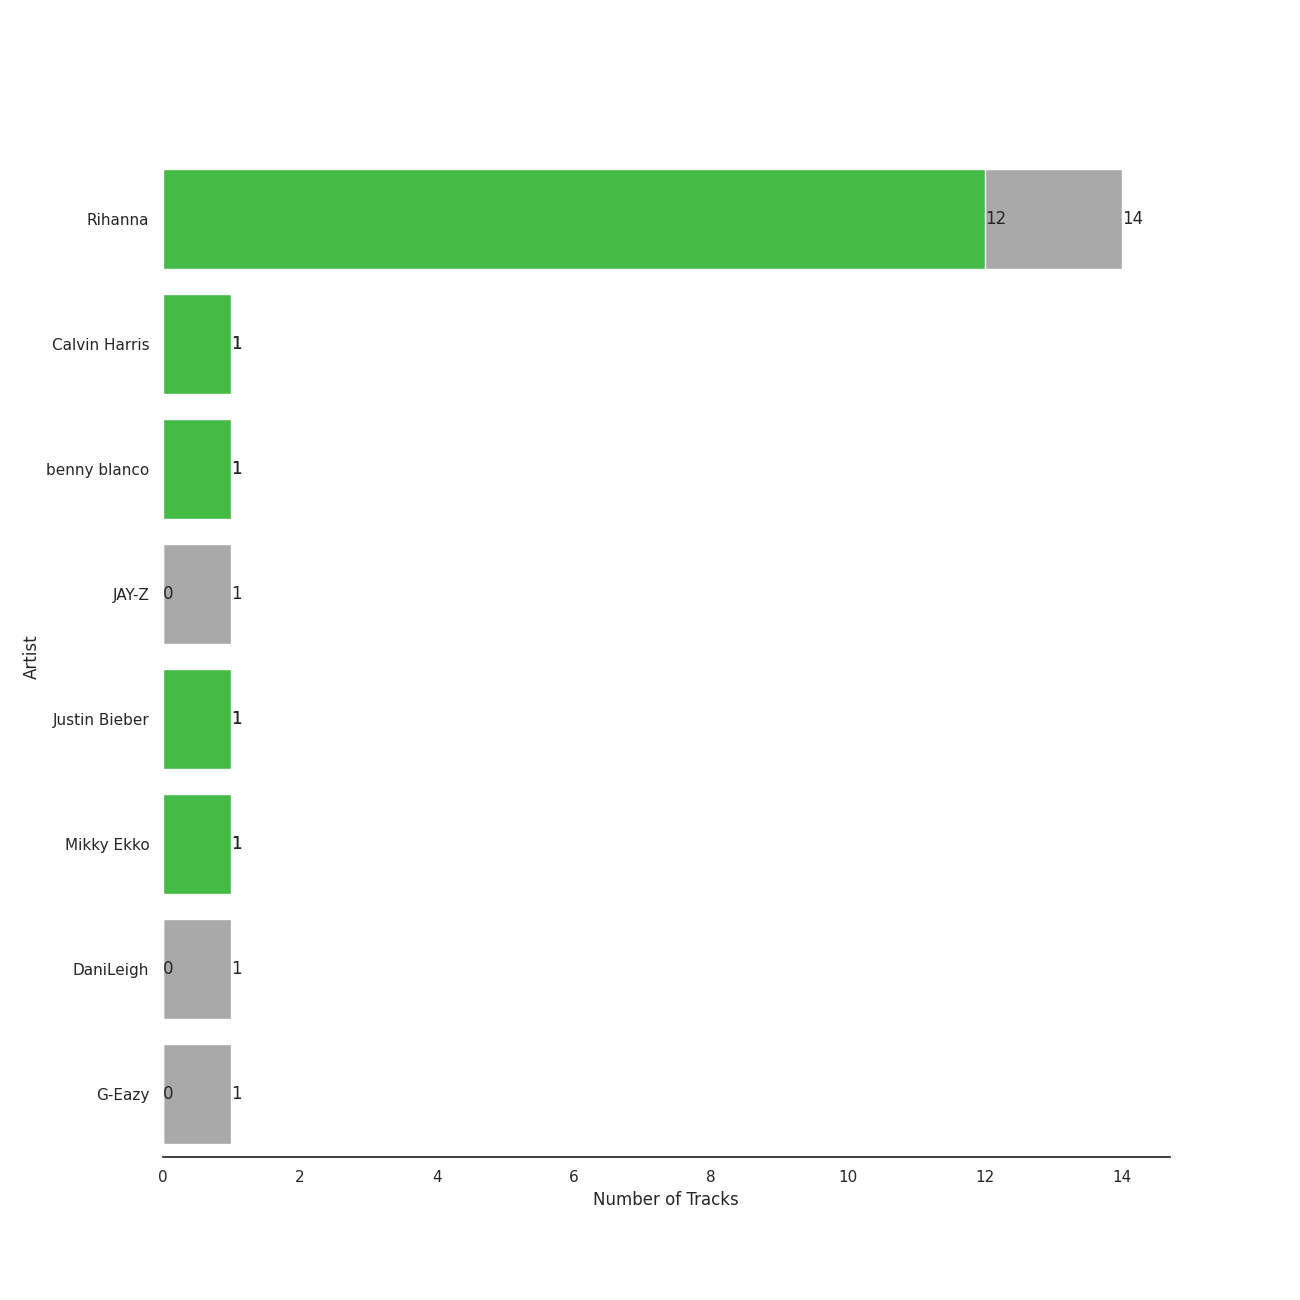 Rihanna 12 14
Calvin Harris 1
benny blanco 1
JAY-Z 0 1
Artist
Justin Bieber 1
Mikky Ekko 1
DaniLeigh 0 1
G-Eazy 0 1
0 2 4 6 8 10 12 14
Number of Tracks